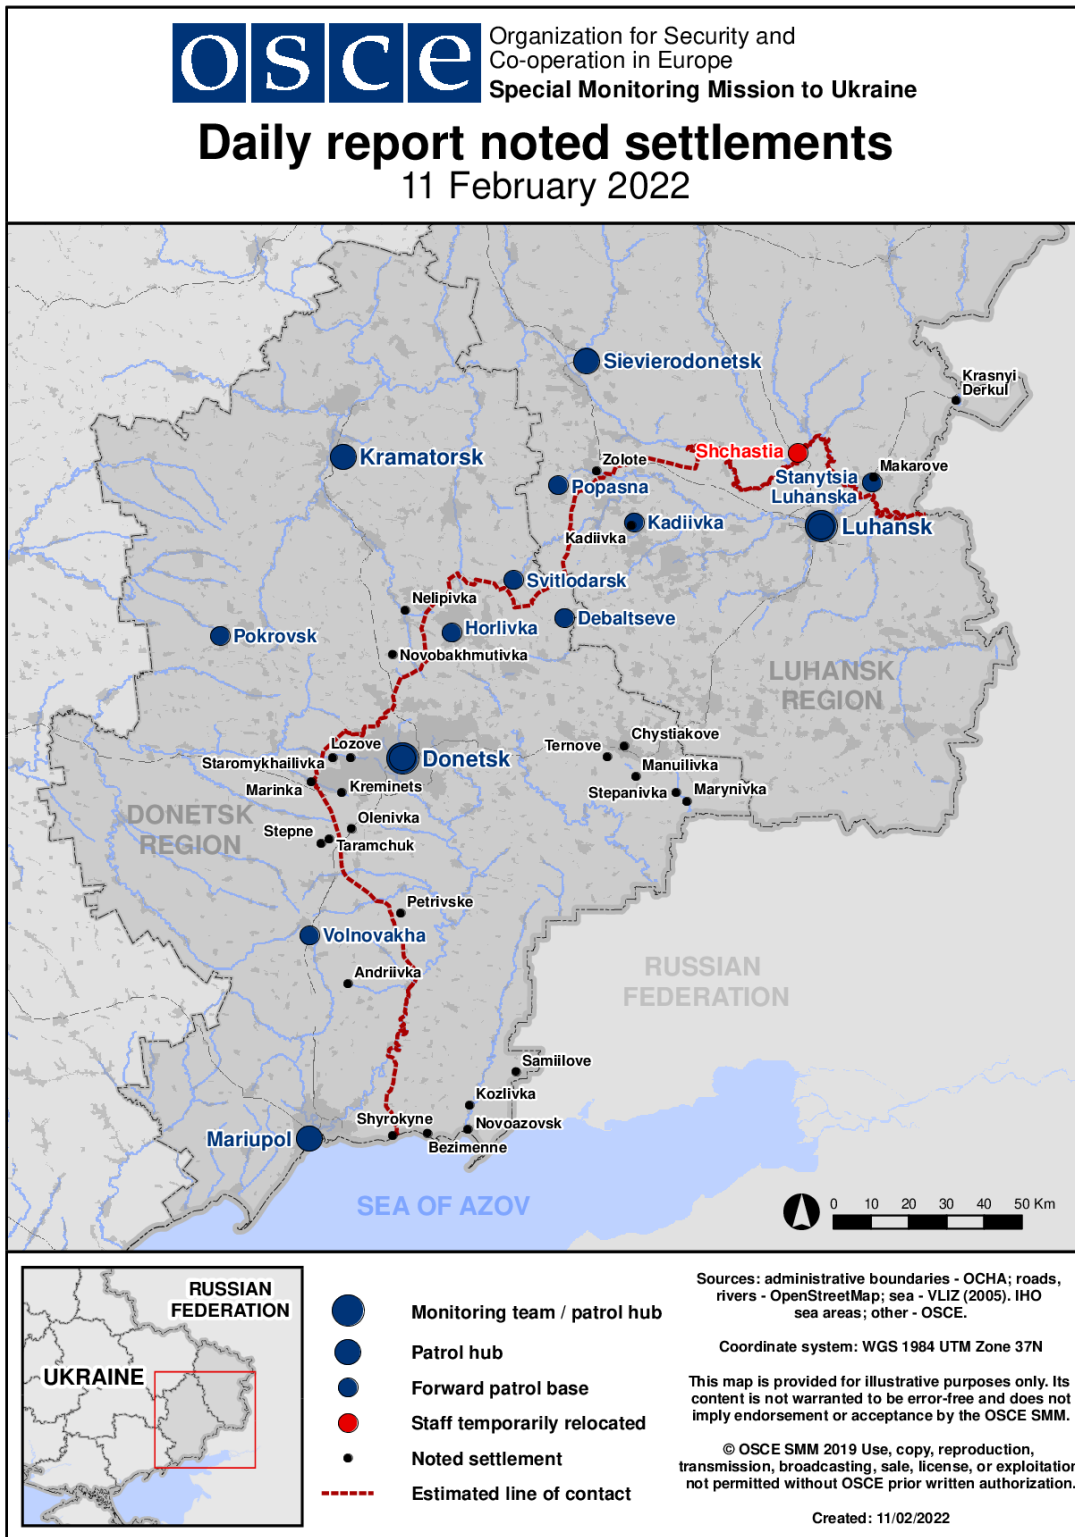 osce
Organization for Security and
Co-operation in Europe
Special Monitoring Mission to Ukraine
Daily report noted settlements
11 February 2022
Sievierodonetsk
Krasnyi
Derkul
Shchastia
Kramatorsk
Zolote
Makarove
Stanytsia
Luhanska
Popasna
Kadiivka
Luhansk
Kadiivka
Svitlodarsk
Nelipivka
Debaltseve
Horlivka
Pokrovsk
Novobakhmutivka
LUHANSK
REGION
Chystiakove
Lozove
Ternove
Donetsk
Staromykhailivka
Manuilivka
Marinka
Kreminets
Stepanivka
Marynivka
DONETSK
REGION
Olenivka
Stepne
Taramchuk
Petrivske
Volnovakha
Andriivka
RUSSIAN
FEDERATION
Samiilove
Kozlivka
Shyrokyne
Novoazovsk
Mariupol
Bezimenne
SEA OF AZOV
0 10 20 30 40 50 Km
RUSSIAN
FEDERATION
UKRAINE
Monitoring team / patrol hub
Patrol hub
Forward patrol base
Staff temporarily relocated
Noted settlement
Estimated line of contact
Sources: administrative boundaries - OCHA; roads,
rivers - OpenStreetMap; sea - VLIZ (2005). IHO
sea areas; other - OSCE.
Coordinate system: WGS 1984 UTM Zone 37N
This map is provided for illustrative purposes only. Its
content is not warranted to be error-free and does not
imply endorsement or acceptance by the OSCE SMM.
© OSCE SMM 2019 Use, copy, reproduction,
transmission, broadcasting, sale, license, or exploitation
not permitted without OSCE prior written authorization.
Created: 11/02/2022